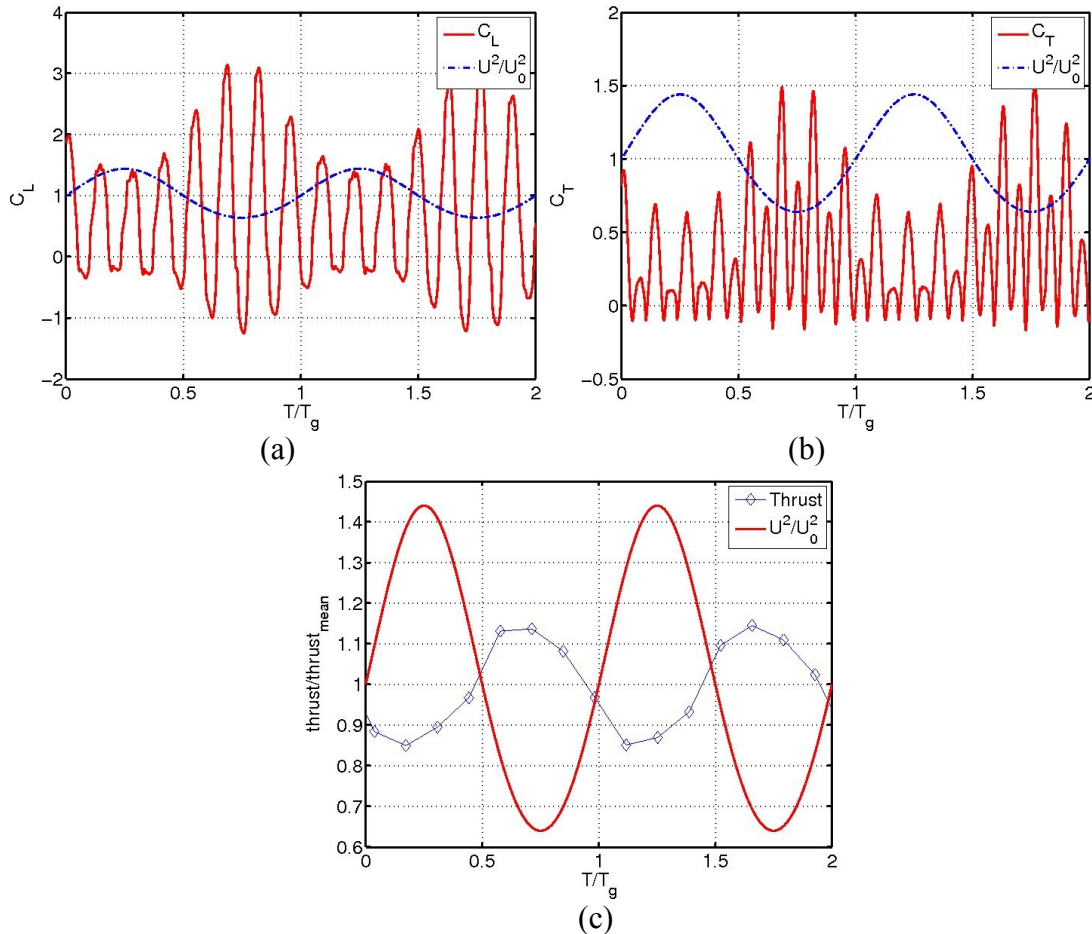 4
3
2
1
0
−1
−2
C_L
0 0.5 1 1.5 2
T/T_g
C_L
U²/U₀²
(a)
2
1.5
1
0.5
0
−0.5
C_T
0 0.5 1 1.5 2
T/T_g
C_T
U²/U₀²
(b)
1.5
1.4
1.3
1.2
1.1
1
0.9
0.8
0.7
0.6
thrust/thrust_mean
0 0.5 1 1.5 2
T/T_g
Thrust
U²/U₀²
(c)